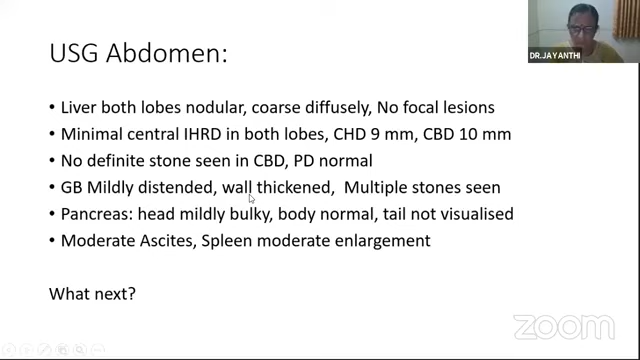 USG Abdomen:
DR.JAYANTHI
• Liver both lobes nodular, coarse diffusely, No focal lesions
• Minimal central IHRD in both lobes, CHD 9 mm, CBD 10 mm
• No definite stone seen in CBD, PD normal
• GB Mildly distended, wall thickened, Multiple stones seen
• Pancreas: head mildly bulky, body normal, tail not visualised
• Moderate Ascites, Spleen moderate enlargement
What next?
zoom